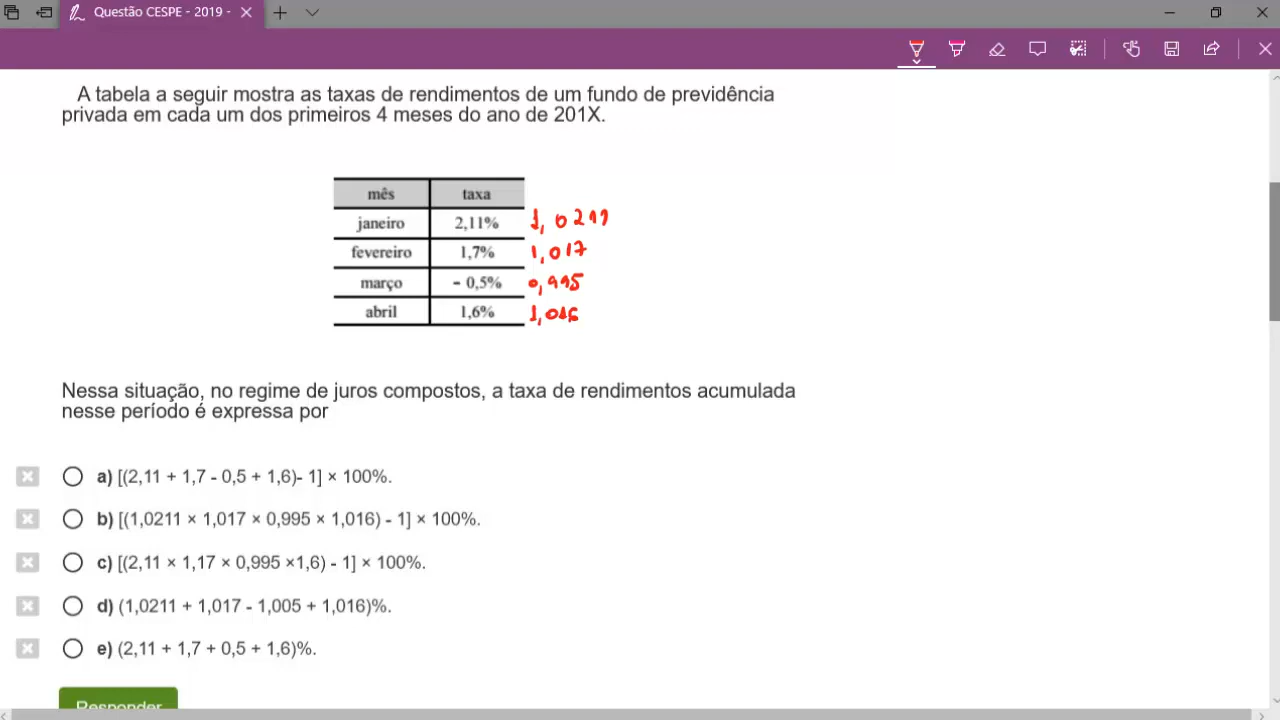 Questão CESPE - 2019 -
A tabela a seguir mostra as taxas de rendimentos de um fundo de previdência
privada em cada um dos primeiros 4 meses do ano de 201X.
mês taxa
janeiro 2,11% 1,0211
fevereiro 1,7% 1,017
março - 0,5% 0,995
abril 1,6% 1,016
Nessa situação, no regime de juros compostos, a taxa de rendimentos acumulada
nesse período é expressa por
a) [(2,11 + 1,7 - 0,5 + 1,6)- 1] × 100%.
b) [(1,0211 × 1,017 × 0,995 × 1,016) - 1] × 100%.
c) [(2,11 × 1,17 × 0,995 ×1,6) - 1] × 100%.
d) (1,0211 + 1,017 - 1,005 + 1,016)%.
e) (2,11 + 1,7 + 0,5 + 1,6)%.
Responder